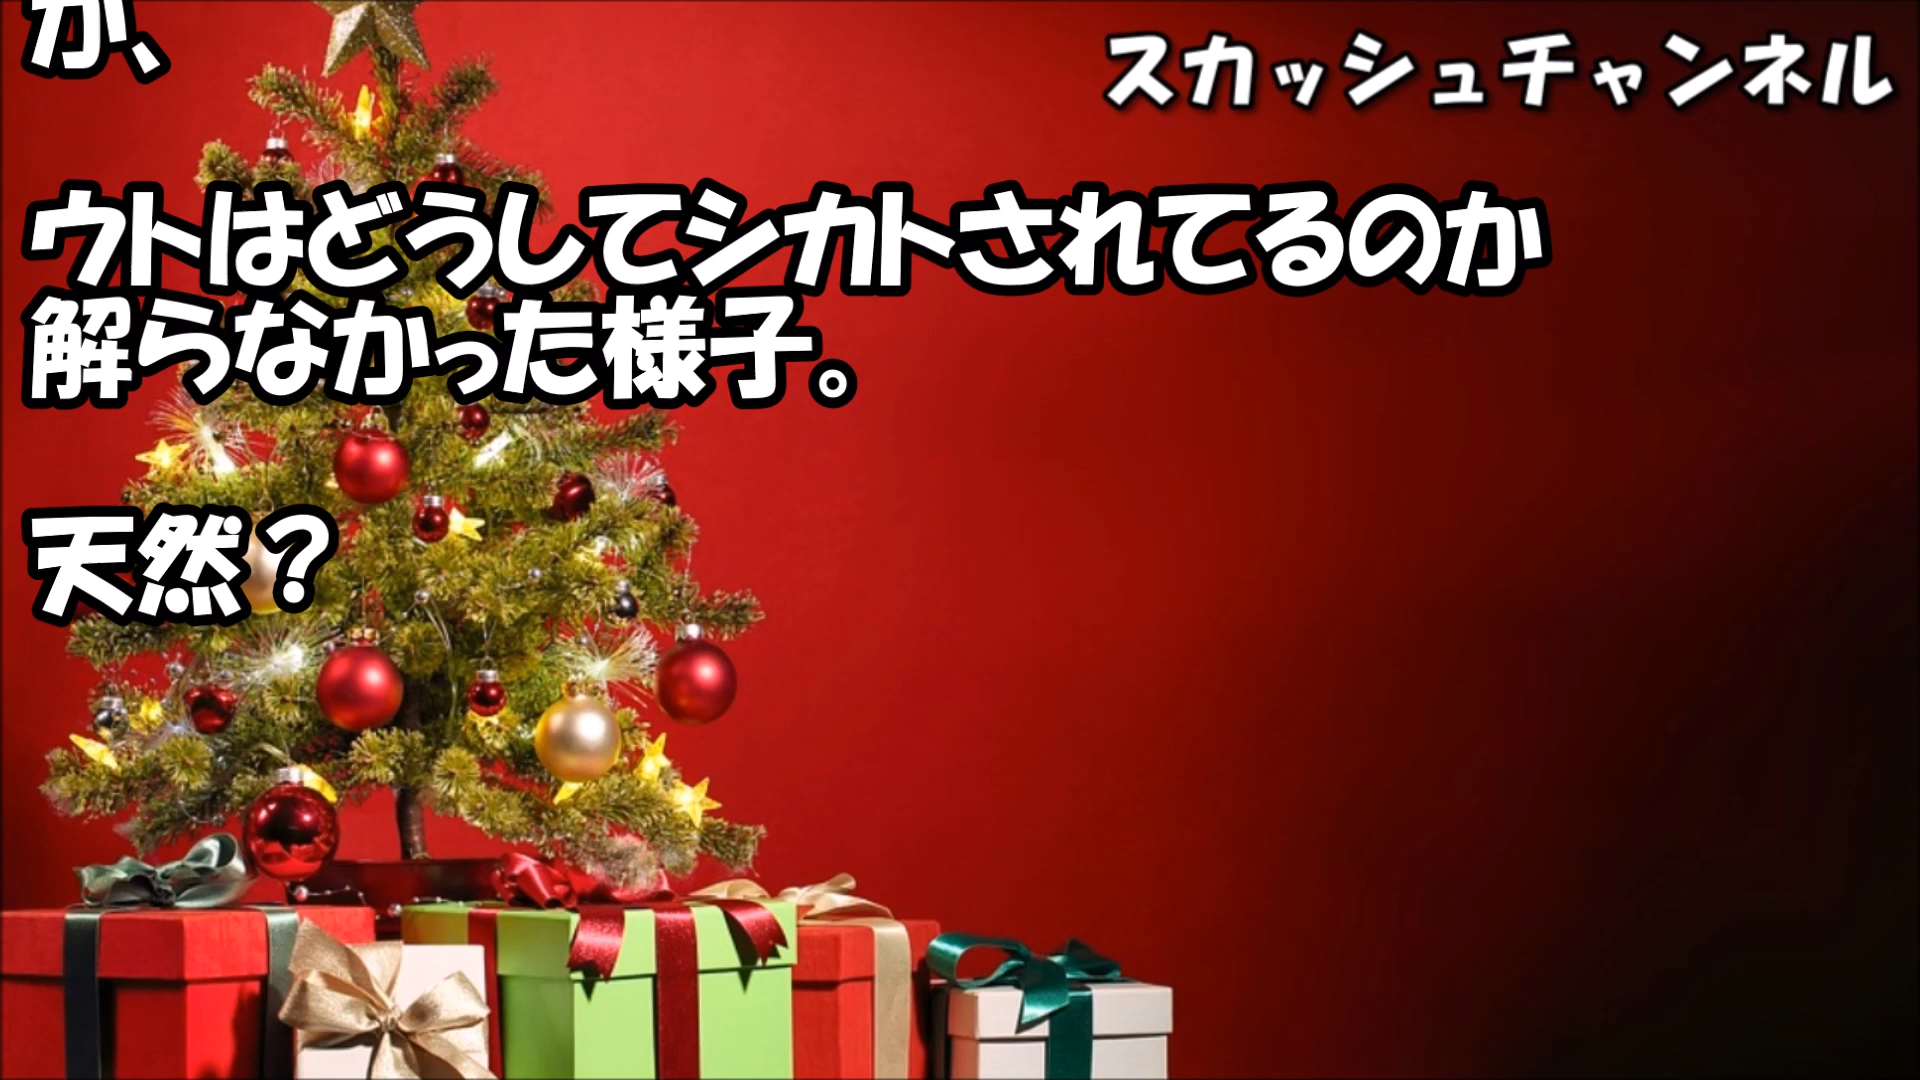 が、
スカッシュチャンネル
ウトはどうしてシカトされてるのか
解らなかった様子。
天然？